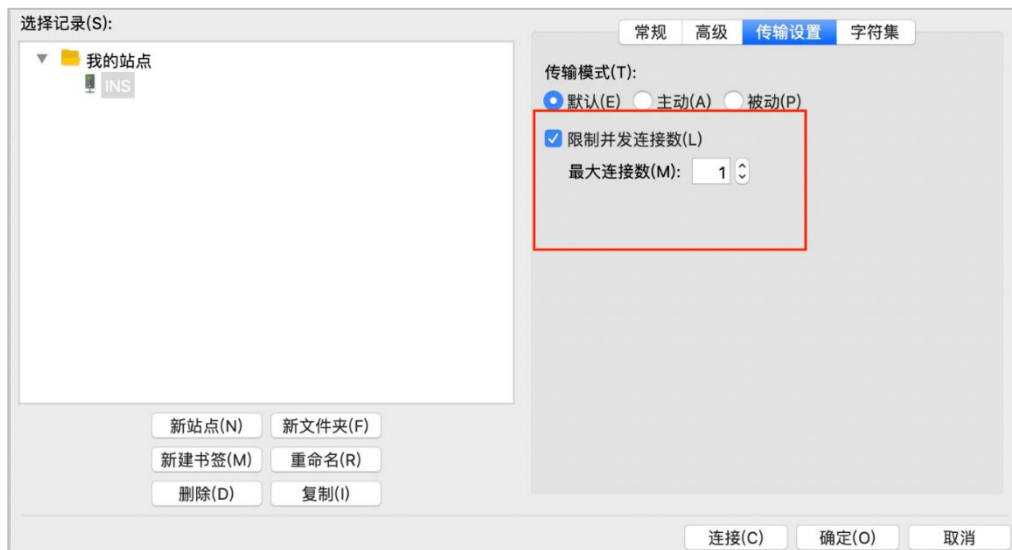 选择记录(S):
我的站点
INS
新站点(N) 新文件夹(F)
新建书签(M) 重命名(R)
删除(D) 复制(I)
常规 高级 传输设置 字符集
传输模式(T):
默认(E) 主动(A) 被动(P)
限制并发连接数(L)
最大连接数(M): 1
连接(C) 确定(O) 取消